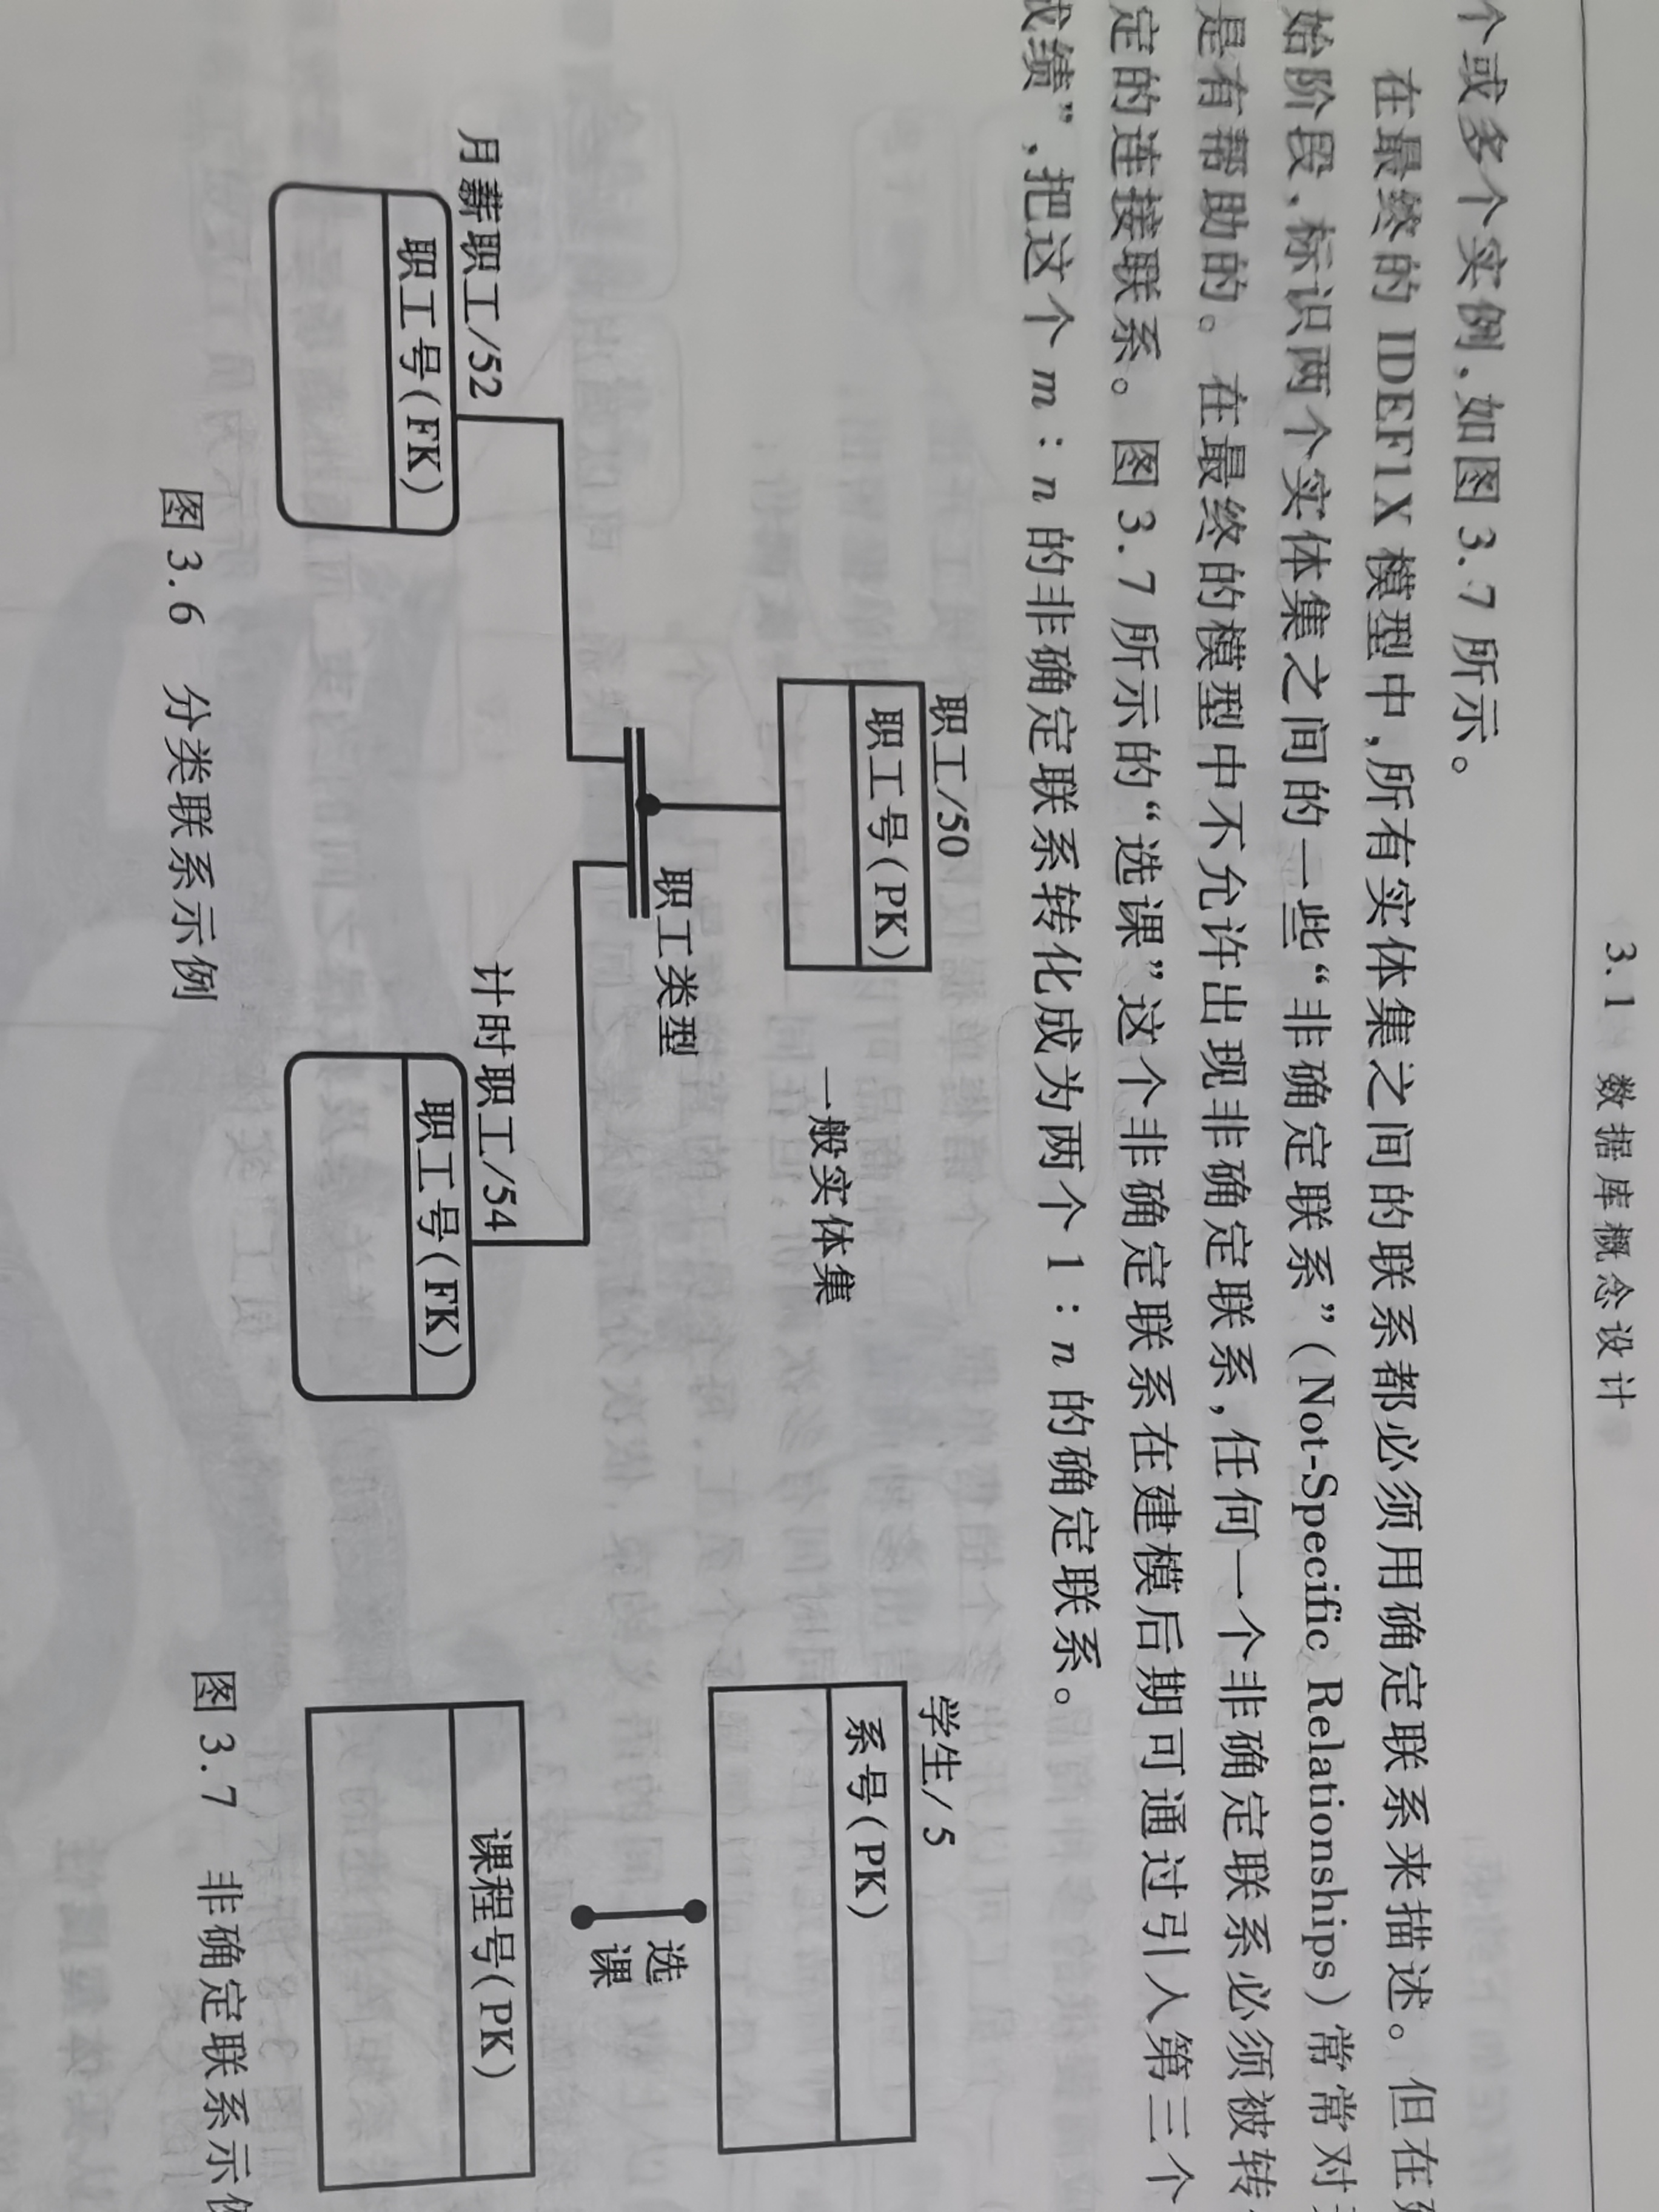 3.1 数据库概念设计
个或多个实例,如图 3.7 所示。
在最终的 IDEF1X 模型中,所有实体集之间的联系都必须用确定联系来描述。但在
始阶段,标识两个实体集之间的一些“非确定联系”(Not-Specific Relationships)常常对
是有帮助的。在最终的模型中不允许出现非确定联系,任何一个非确定联系必须被转
定的连接联系。图 3.7 所示的“选课”这个非确定联系在建模后期可通过引入第三个
成绩”,把这个 m : n 的非确定联系转化成为两个 1 : n 的确定联系。
职工/50
职工号(PK)
一般实体集
职工类型
月薪职工/52
职工号(FK)
计时职工/54
职工号(FK)
图 3.6 分类联系示例
学生/ 5
系号(PK)
选
课
课程号(PK)
图 3.7 非确定联系示例